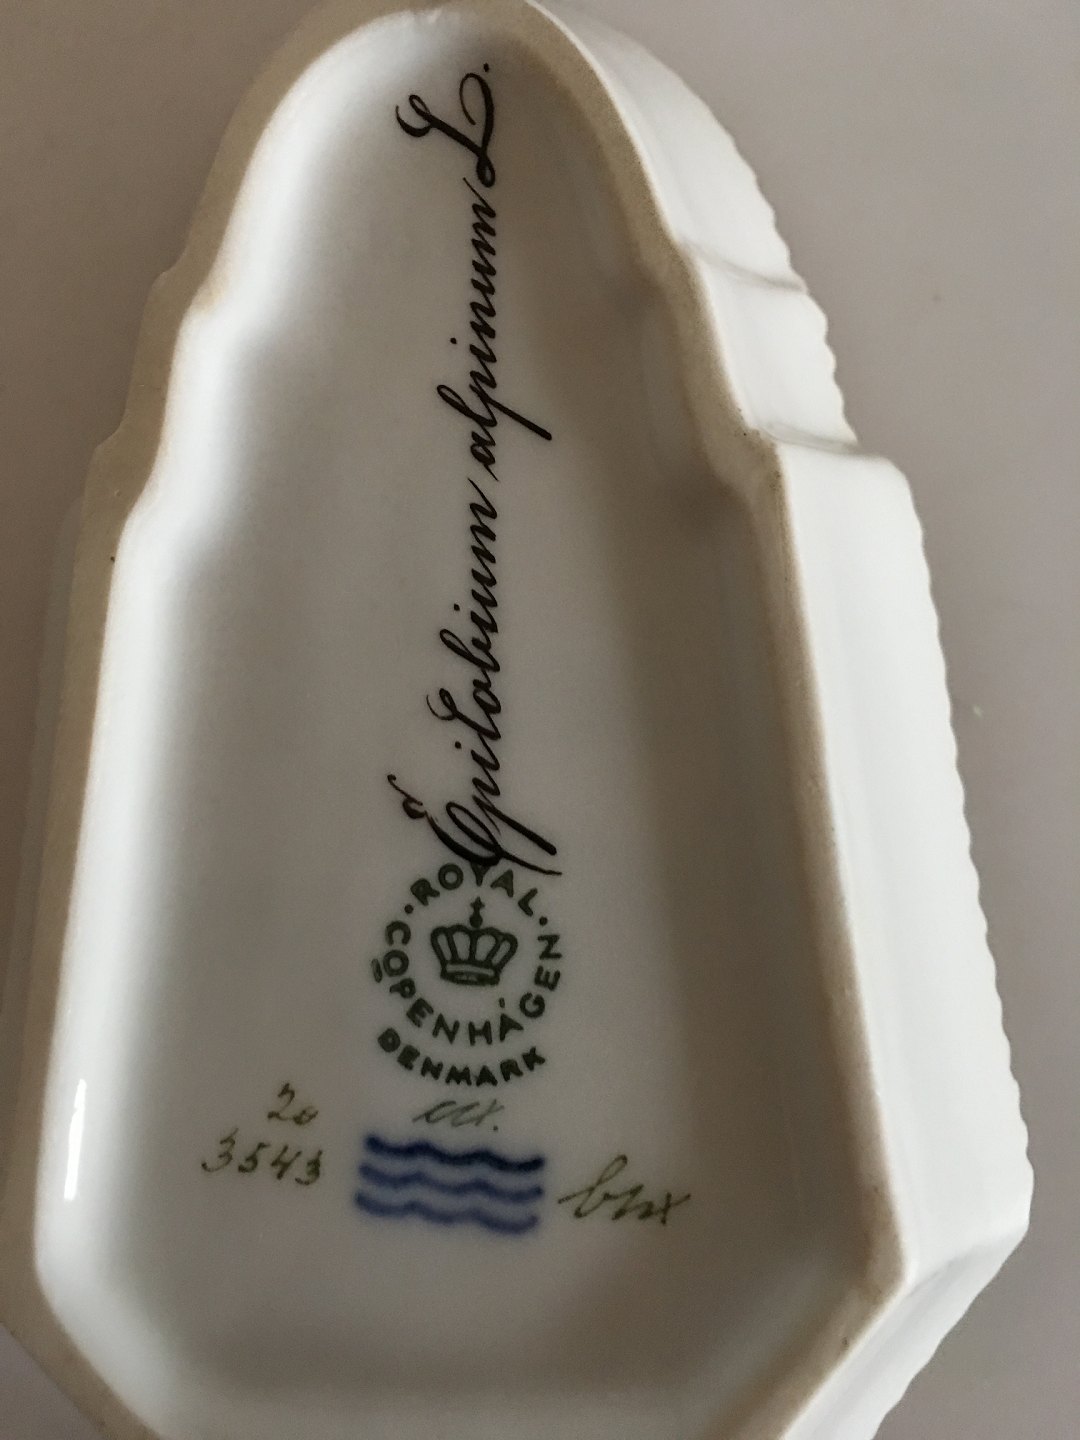 Epilobium alpinum L.
ROYAL. COPENHAGEN
DENMARK
20
3543